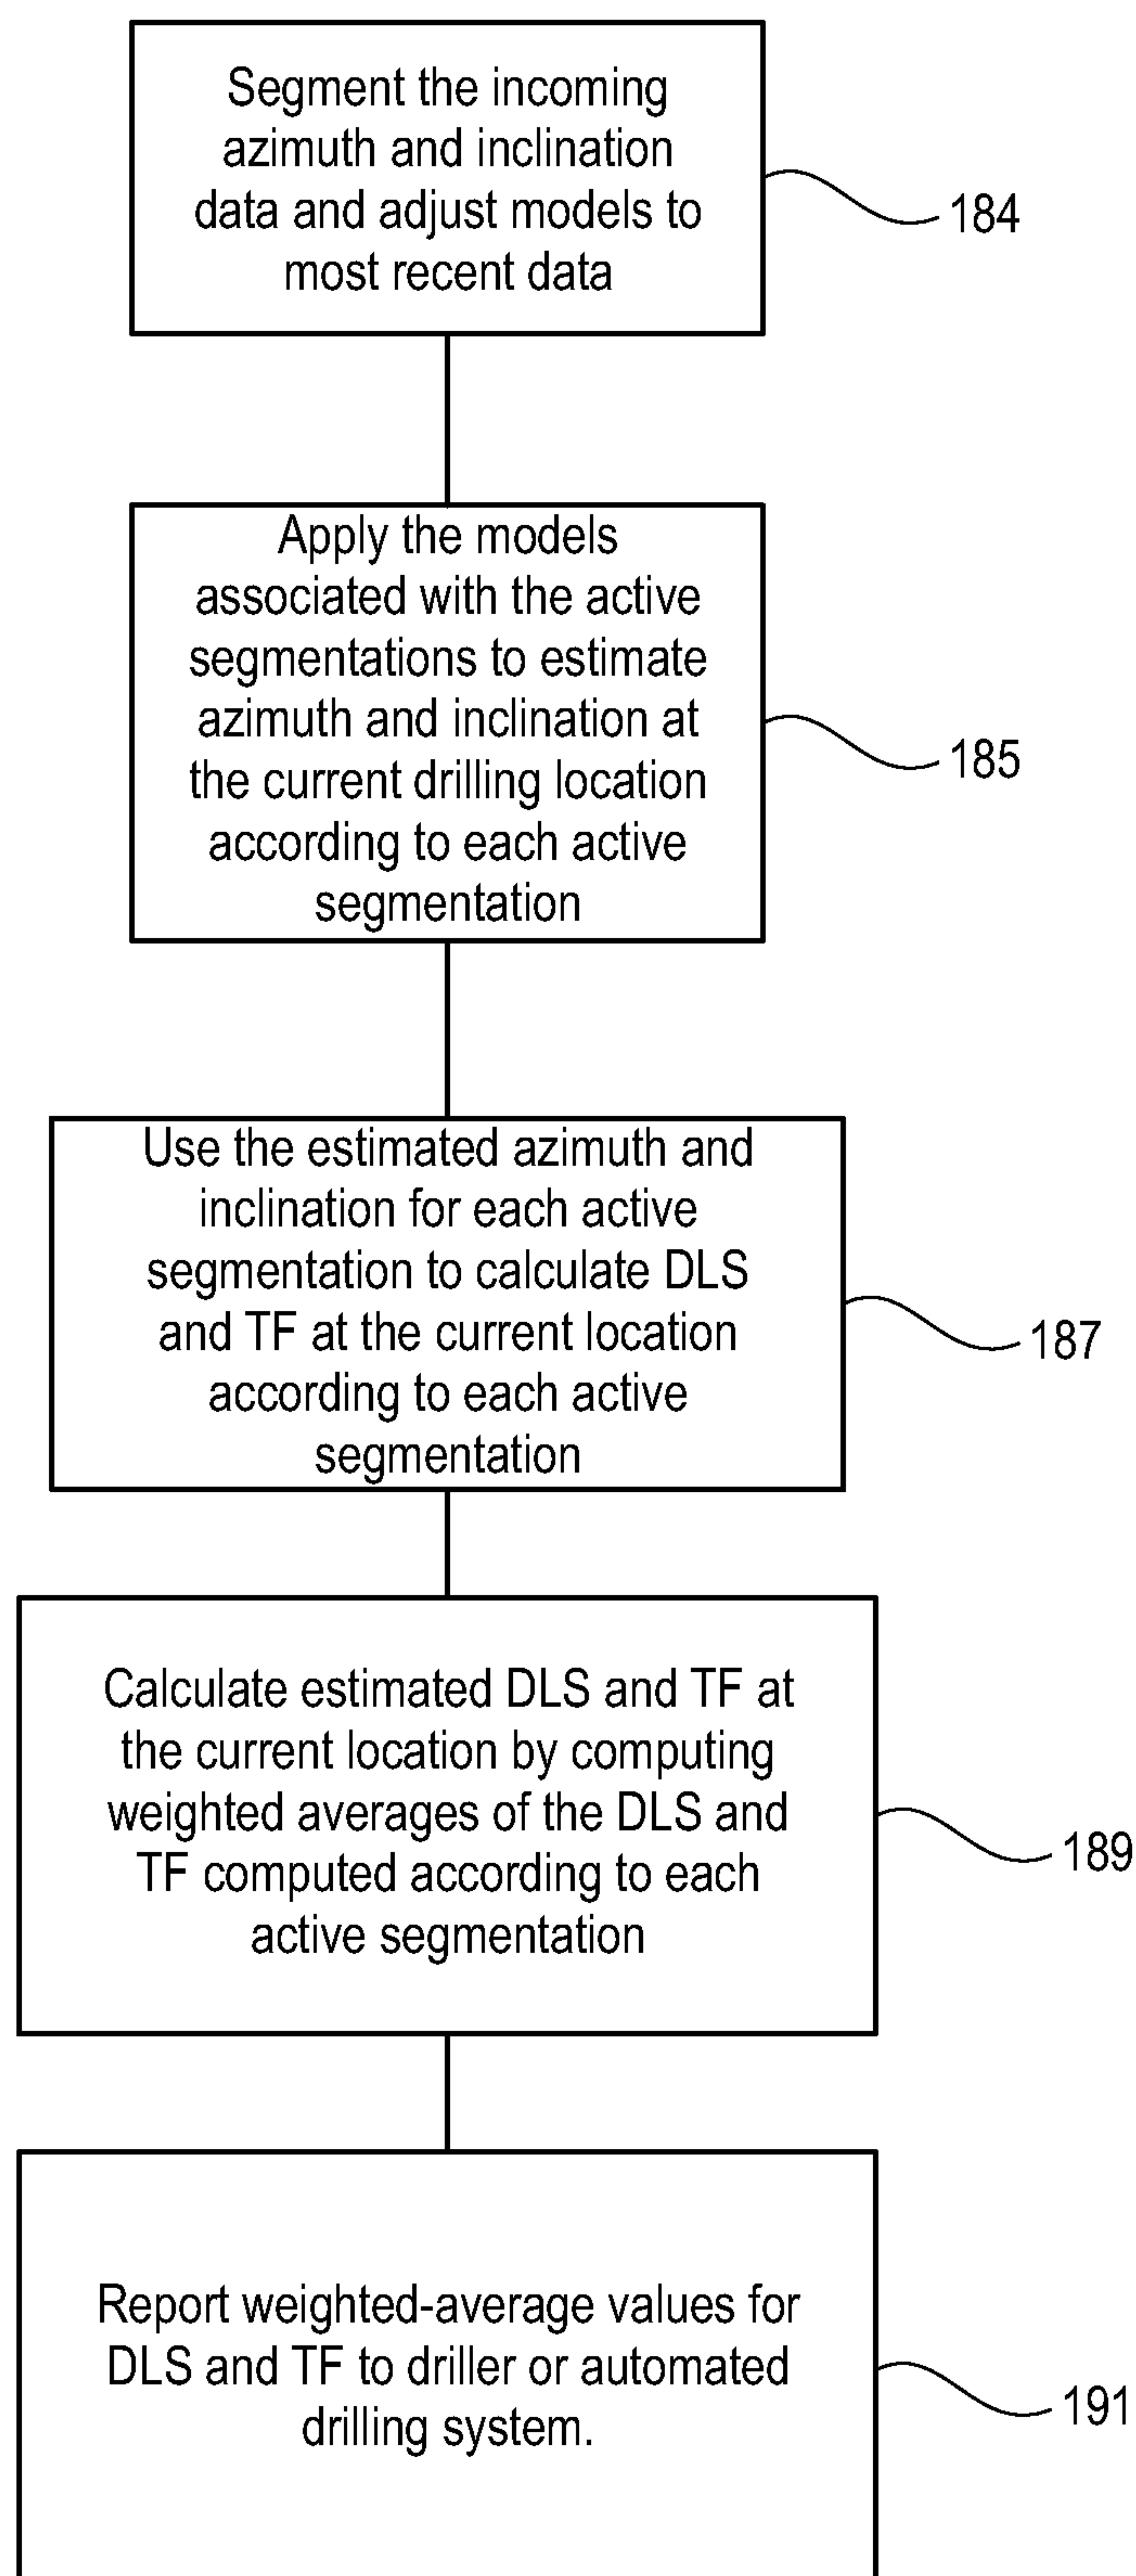 Segment the incoming
azimuth and inclination
data and adjust models to
most recent data
184
Apply the models
associated with the active
segmentations to estimate
azimuth and inclination at
the current drilling location
according to each active
segmentation
185
Use the estimated azimuth and
inclination for each active
segmentation to calculate DLS
and TF at the current location
according to each active
segmentation
187
Calculate estimated DLS and TF at
the current location by computing
weighted averages of the DLS and
TF computed according to each
active segmentation
189
Report weighted-average values for
DLS and TF to driller or automated
drilling system.
191